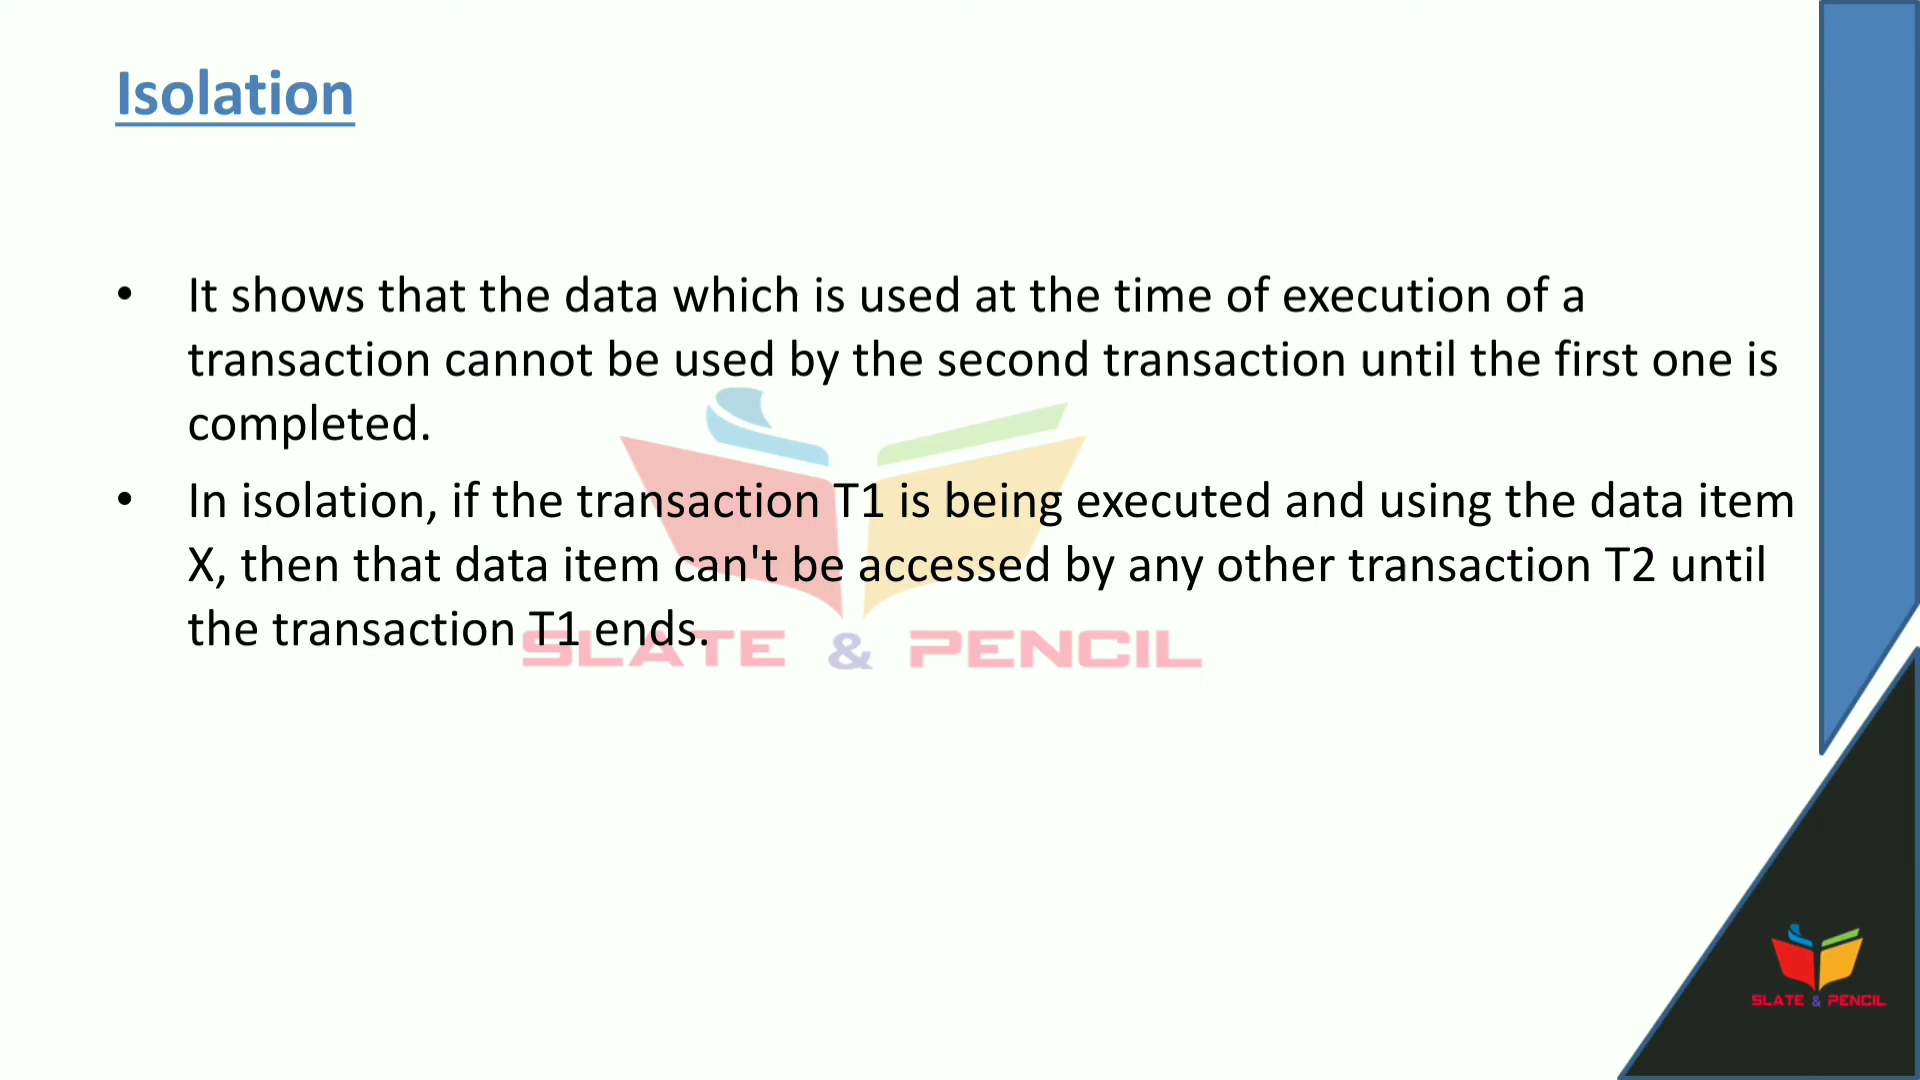 Isolation
• It shows that the data which is used at the time of execution of a
transaction cannot be used by the second transaction until the first one is
completed.
• In isolation, if the transaction T1 is being executed and using the data item
X, then that data item can't be accessed by any other transaction T2 until
the transaction T1 ends.
SLATE & PENCIL
SLATE & PENCIL